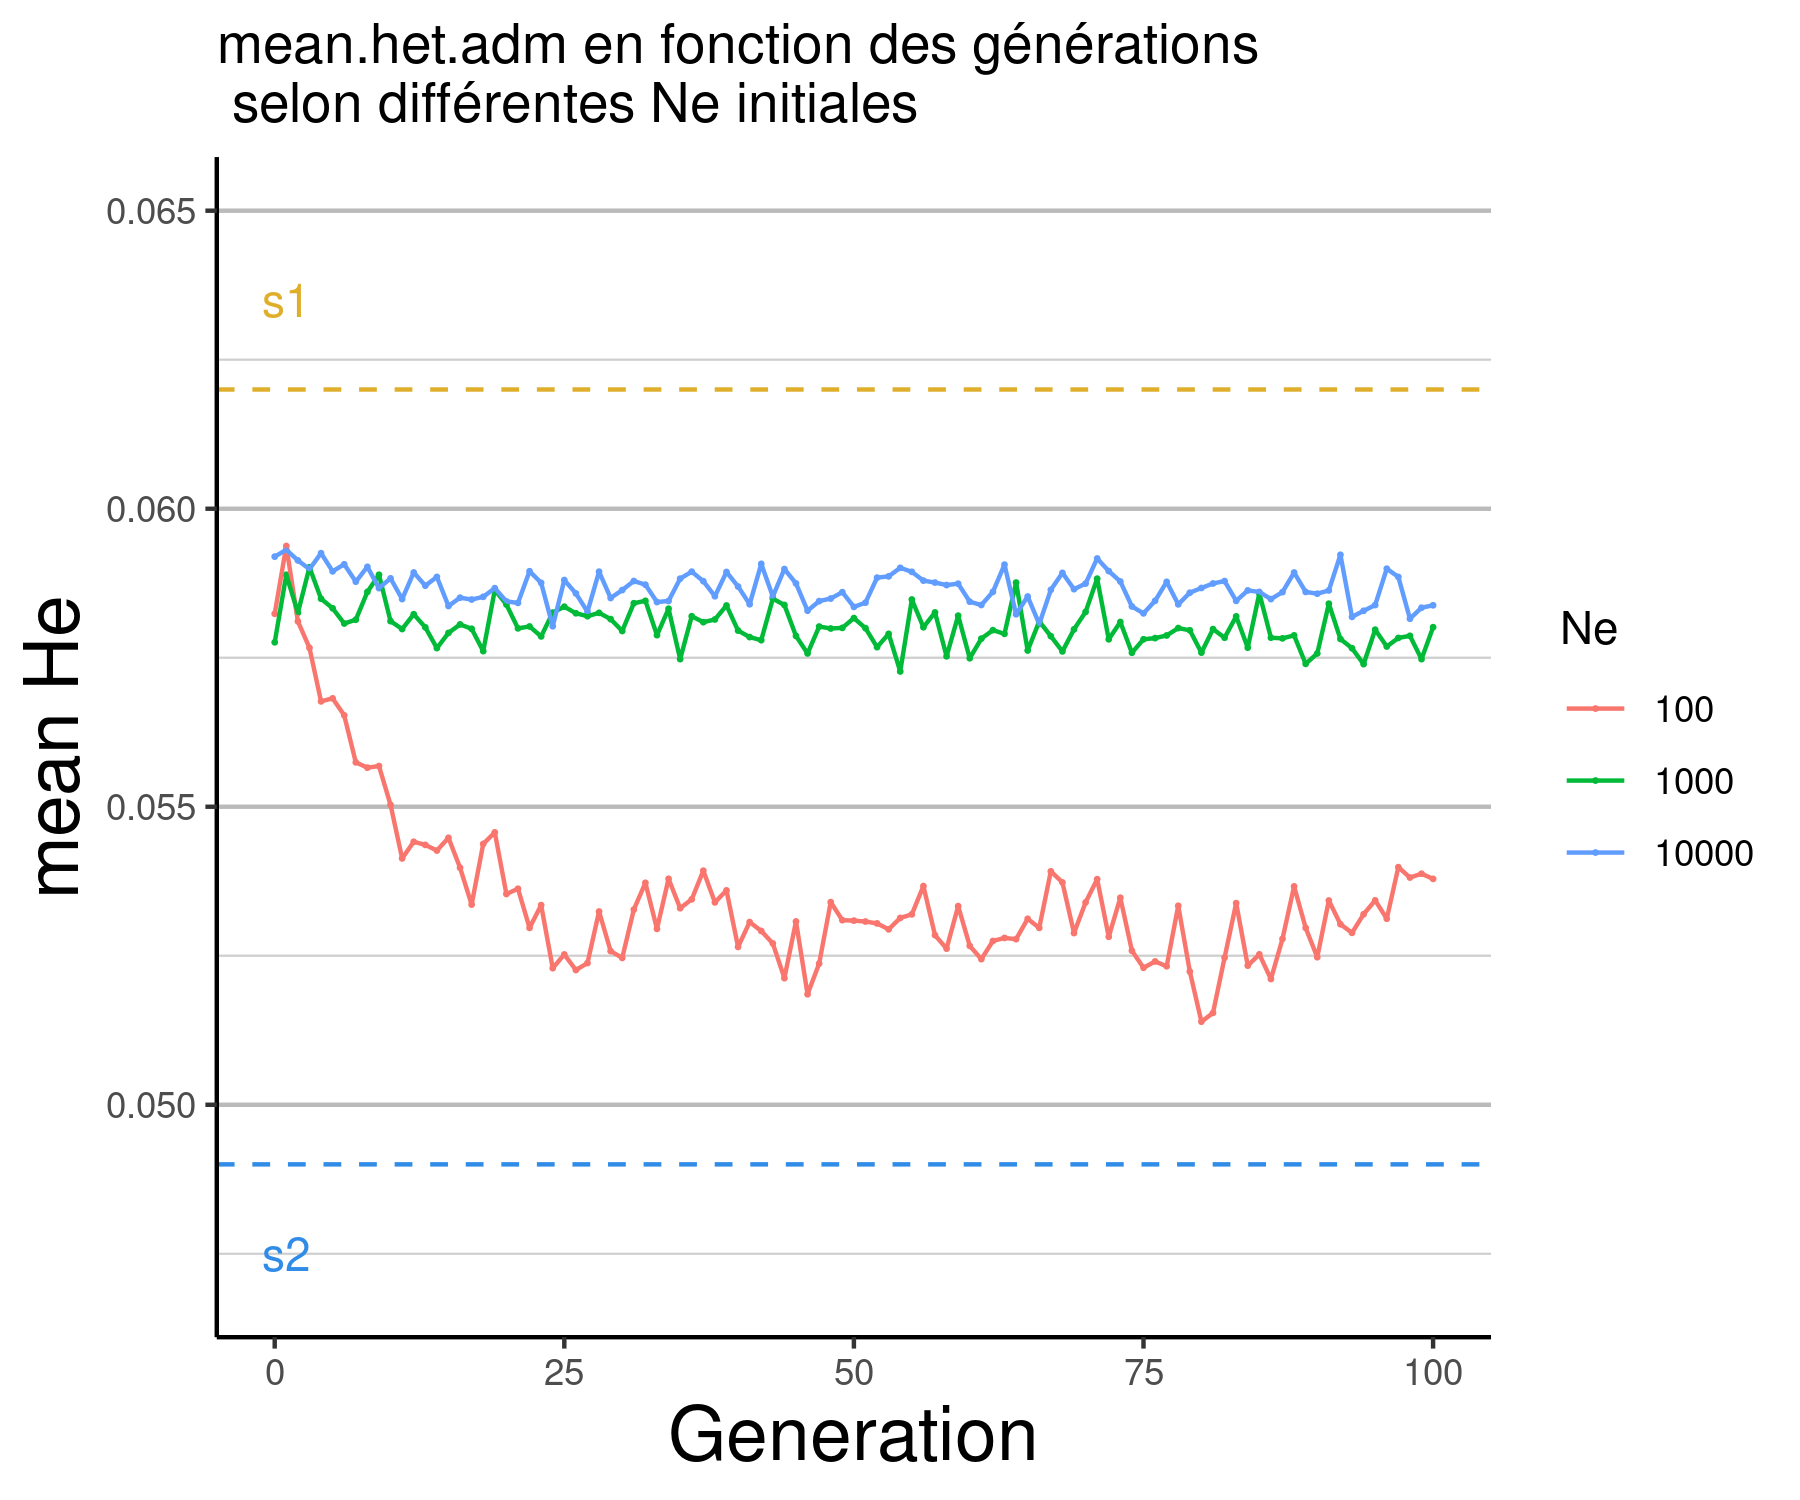 mean.het.adm en fonction des générations
selon différentes Ne initiales
0.065
s1
0.060
0.055
0.050
s2
mean He
0
25
50
75
100
Generation
Ne
100
1000
10000